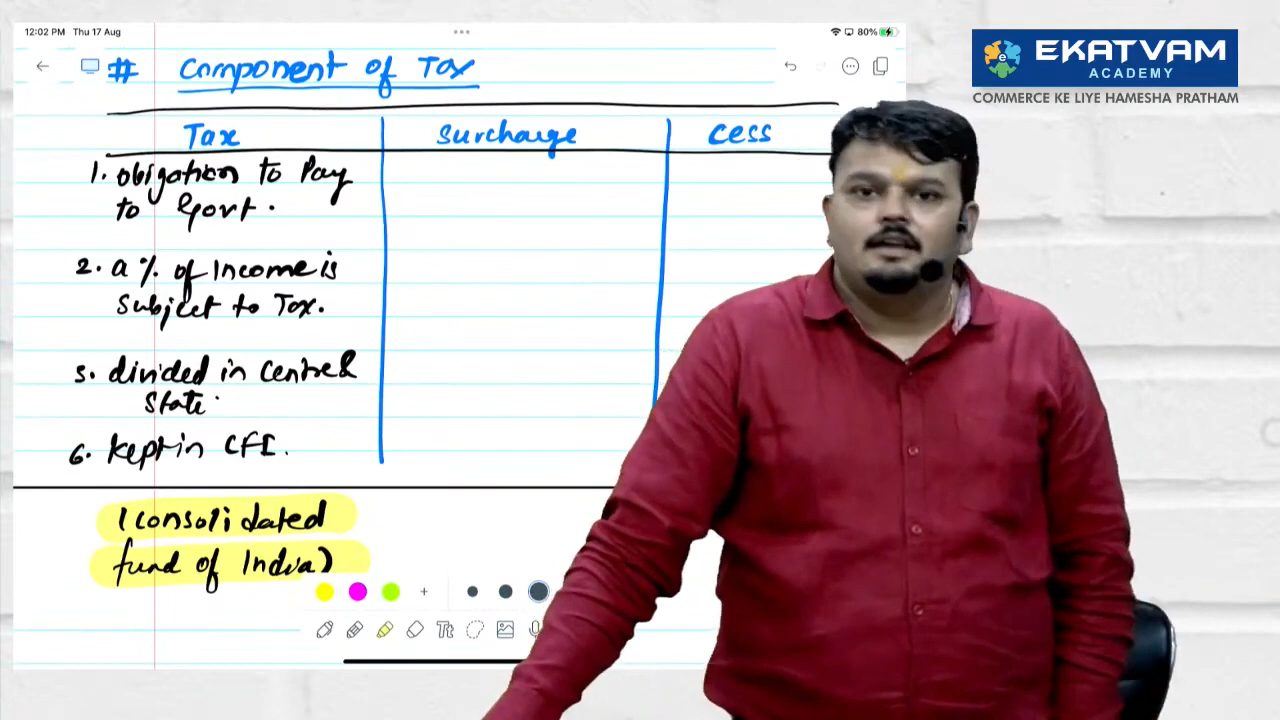 12:02 PM Thu 17 Aug
80%
# Component of Tax
Tax Surcharge Cess
1. obligation to Pay
to Govt.
2. a % of Income is
subject to Tax.
5. divided in Centre &
State.
6. Kept in CFI.
(Consolidated
fund of India)
Tt
EKATVAM
ACADEMY
COMMERCE KE LIYE HAMESHA PRATHAM